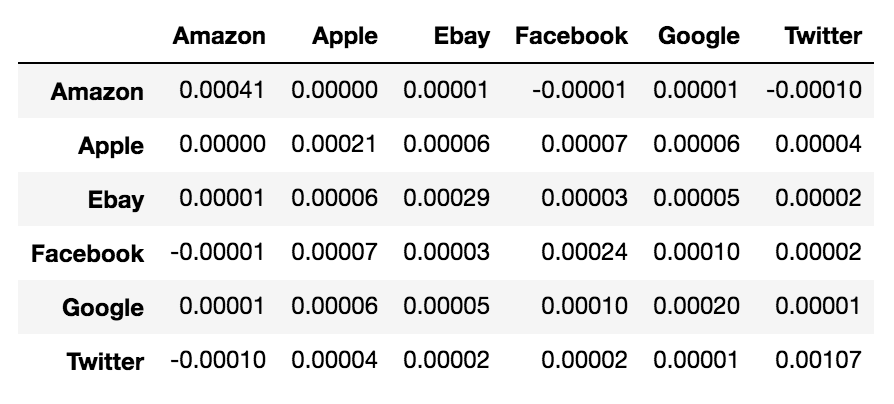 Amazon Apple Ebay Facebook Google Twitter
Amazon 0.00041 0.00000 0.00001 -0.00001 0.00001 -0.00010
Apple 0.00000 0.00021 0.00006 0.00007 0.00006 0.00004
Ebay 0.00001 0.00006 0.00029 0.00003 0.00005 0.00002
Facebook -0.00001 0.00007 0.00003 0.00024 0.00010 0.00002
Google 0.00001 0.00006 0.00005 0.00010 0.00020 0.00001
Twitter -0.00010 0.00004 0.00002 0.00002 0.00001 0.00107